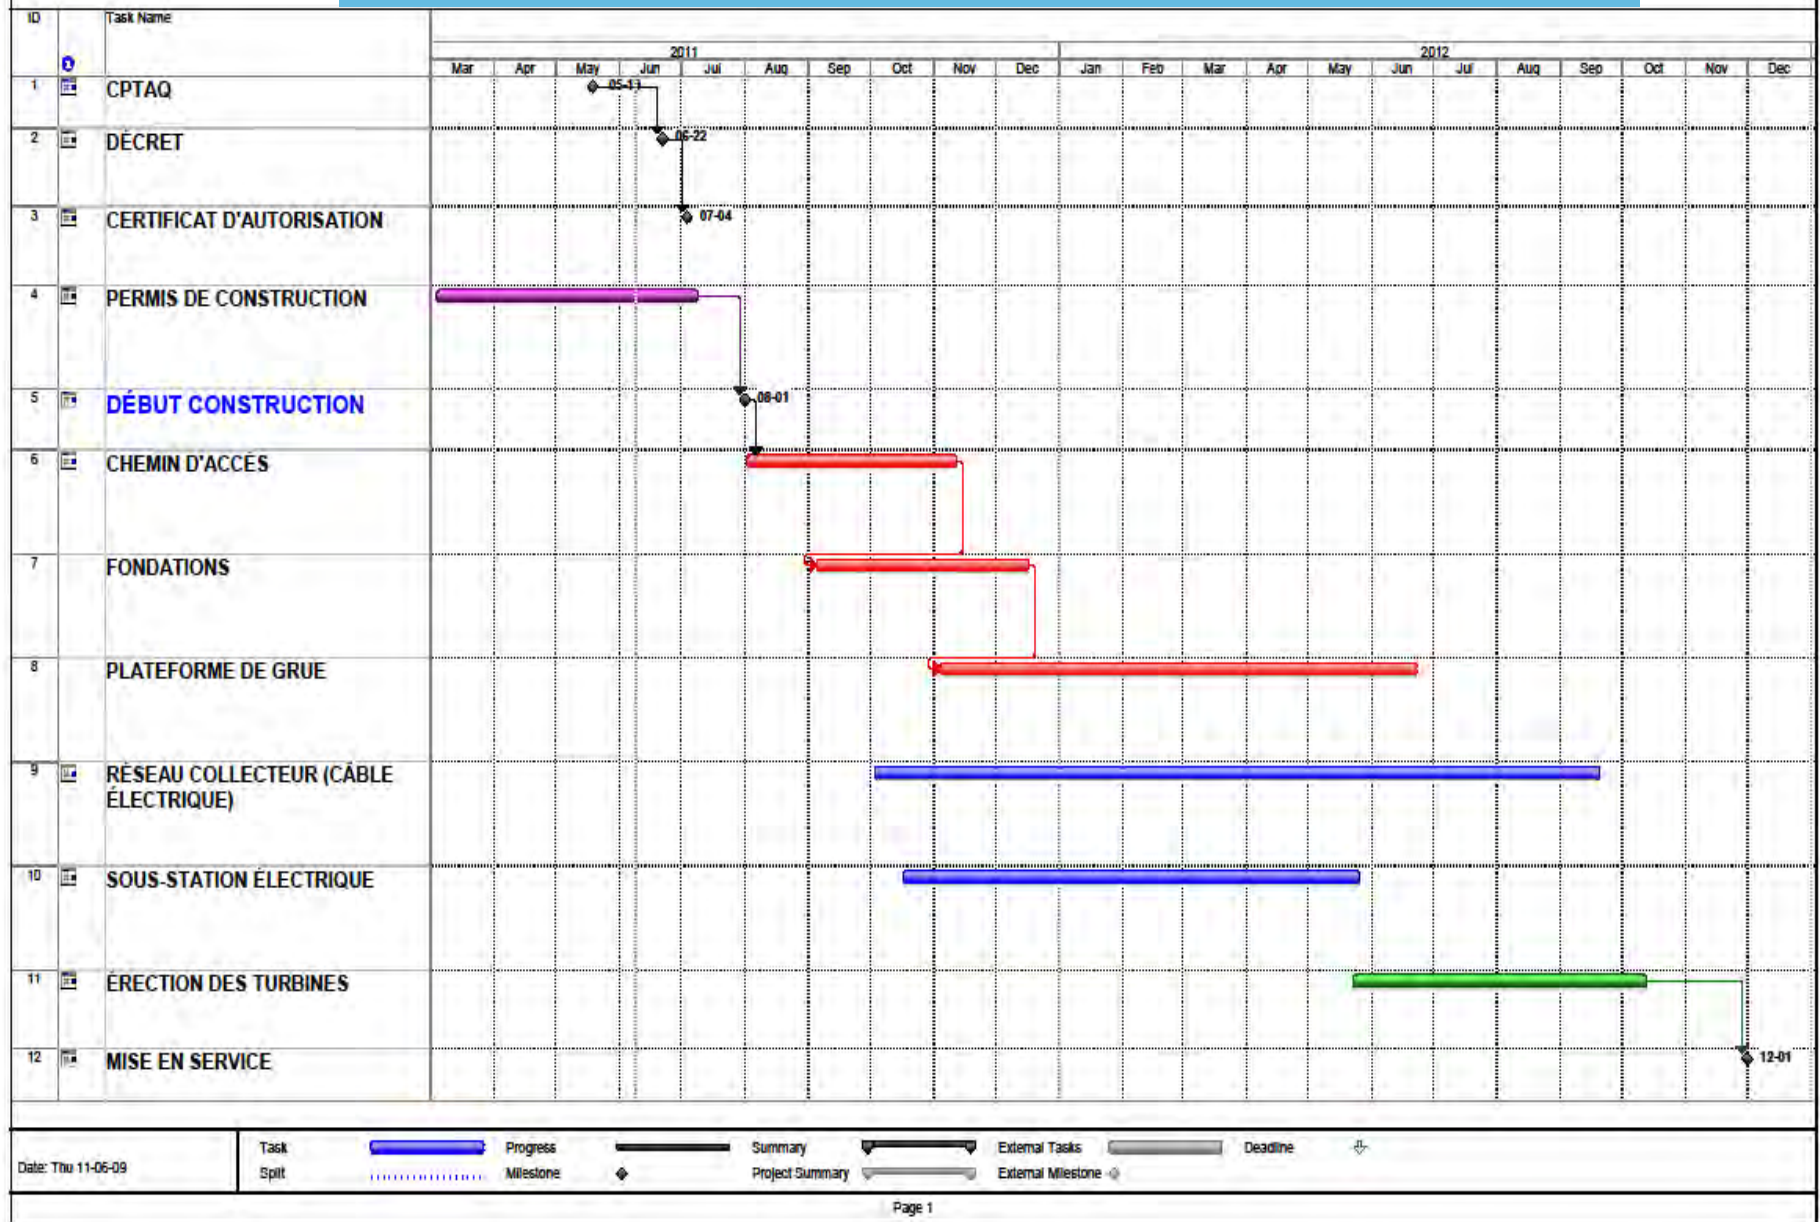 ID Task Name
2011 2012
Mar Apr May Jun Jul Aug Sep Oct Nov Dec Jan Feb Mar Apr May Jun Jul Aug Sep Oct Nov Dec
1 CPTAQ
2 DÉCRET 06-22
3 CERTIFICAT D'AUTORISATION 07-04
4 PERMIS DE CONSTRUCTION
5 DÉBUT CONSTRUCTION 08-01
6 CHEMIN D'ACCÈS
7 FONDATIONS
8 PLATEFORME DE GRUE
9 RÉSEAU COLLECTEUR (CÂBLE
ÉLECTRIQUE)
10 SOUS-STATION ÉLECTRIQUE
11 ÉRECTION DES TURBINES
12 MISE EN SERVICE 12-01
Date: Thu 11-06-09
Task Progress Summary External Tasks Deadline
Split Milestone Project Summary External Milestone
Page 1